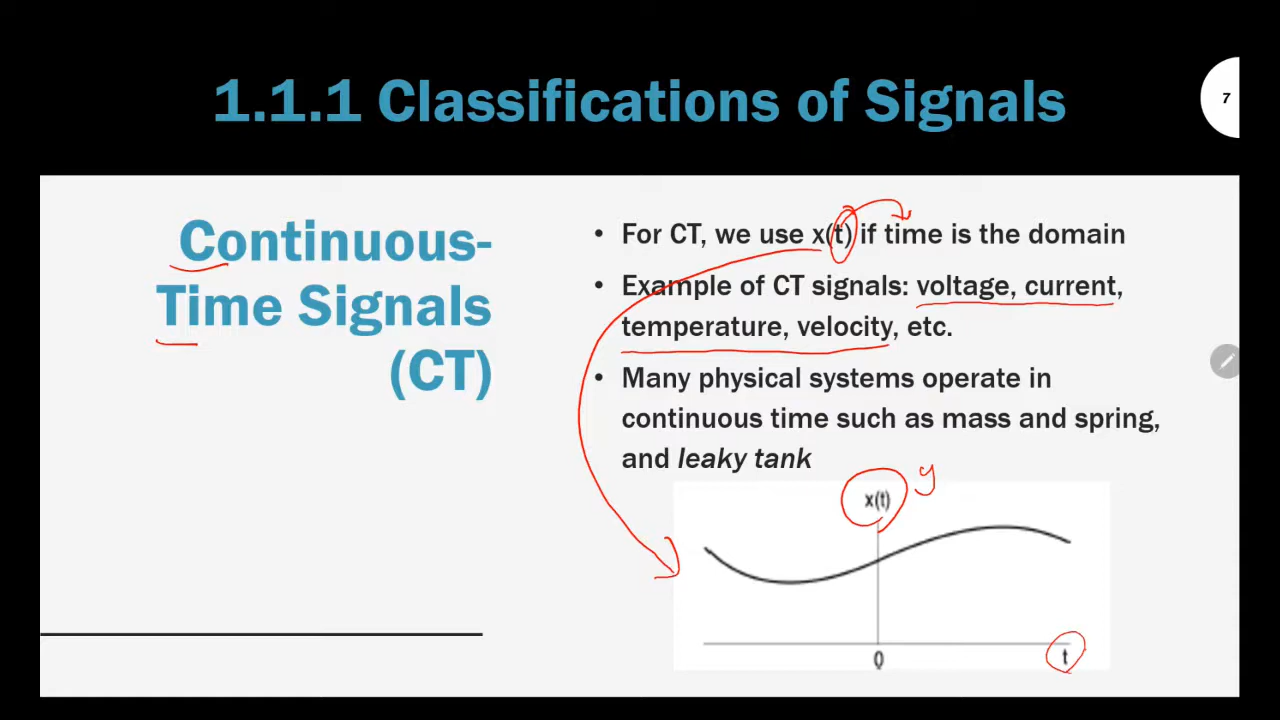 1.1.1 Classifications of Signals
7
Continuous-
Time Signals
(CT)
• For CT, we use x(t) if time is the domain
• Example of CT signals: voltage, current,
temperature, velocity, etc.
• Many physical systems operate in
continuous time such as mass and spring,
and leaky tank
x(t) y
0
t